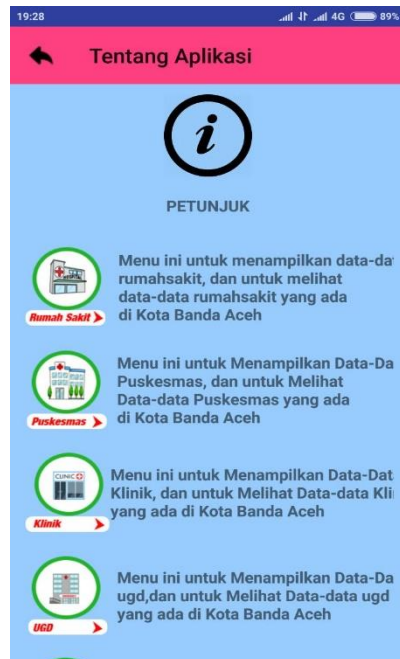 19:28
4G 89%
Tentang Aplikasi
i
PETUNJUK
Menu ini untuk menampilkan data-da
rumahsakit, dan untuk melihat
data-data rumahsakit yang ada
di Kota Banda Aceh
Rumah Sakit
Menu ini untuk Menampilkan Data-Da
Puskesmas, dan untuk Melihat
Data-data Puskesmas yang ada
di Kota Banda Aceh
Puskesmas
CLINIC
Menu ini untuk Menampilkan Data-Dat
Klinik, dan untuk Melihat Data-data Kli
yang ada di Kota Banda Aceh
Klinik
Menu ini untuk Menampilkan Data-Da
ugd,dan untuk Melihat Data-data ugd
yang ada di Kota Banda Aceh
UGD